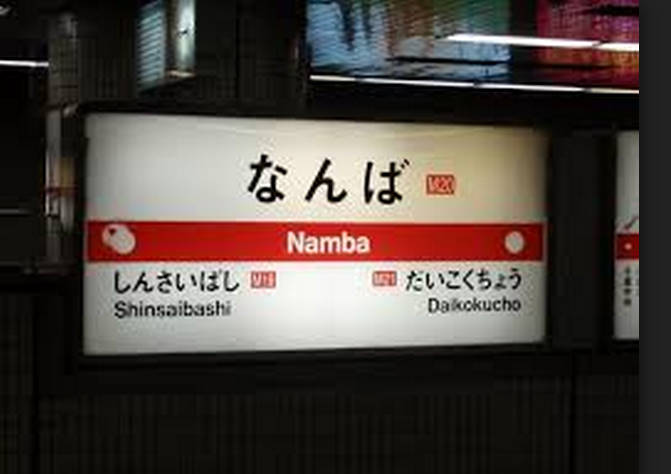 なんば M20
Namba
しんさいばし M19 M21 だいこくちょう
Shinsaibashi Daikokucho